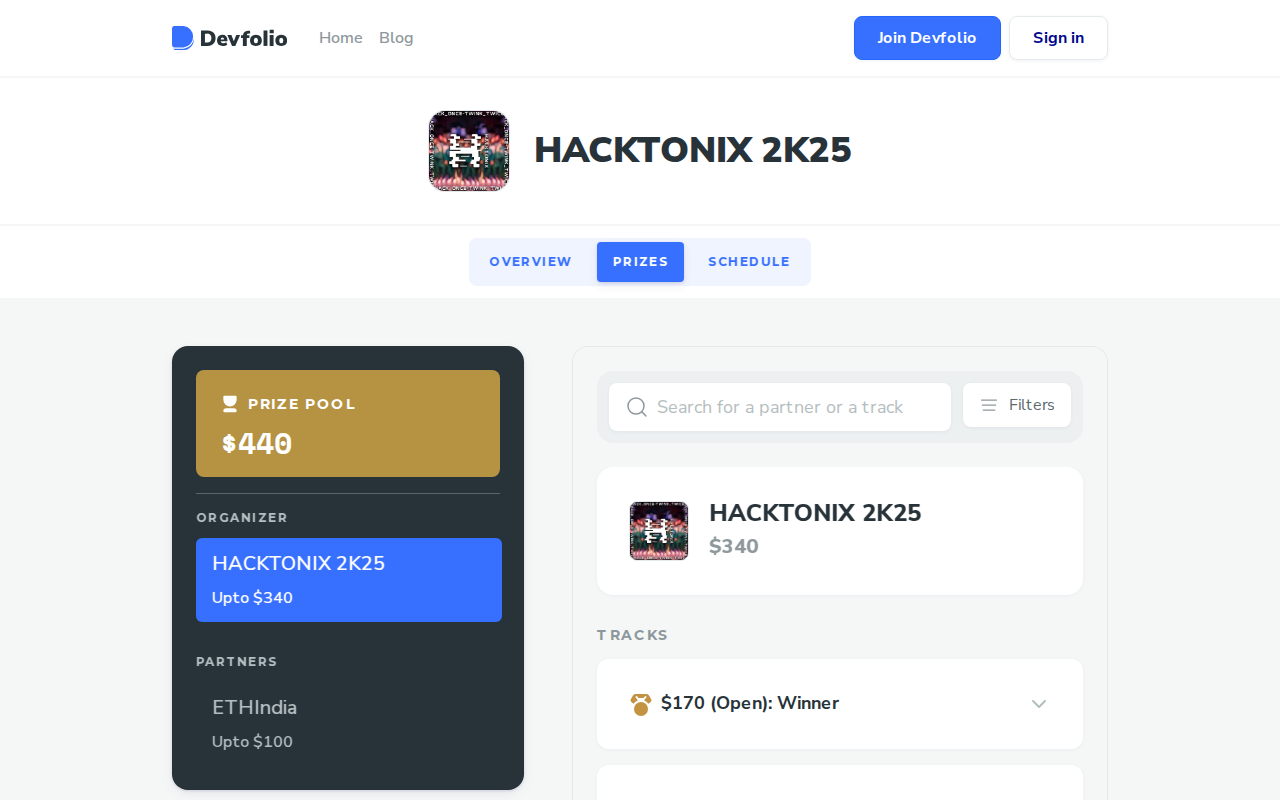 Devfolio
Home
Blog
Join Devfolio
Sign in
HACKTONIX 2K25
OVERVIEW
PRIZES
SCHEDULE
PRIZE POOL
$440
ORGANIZER
HACKTONIX 2K25
Upto $340
PARTNERS
ETHIndia
Upto $100
Search for a partner or a track
Filters
HACKTONIX 2K25
$340
TRACKS
$170 (Open): Winner